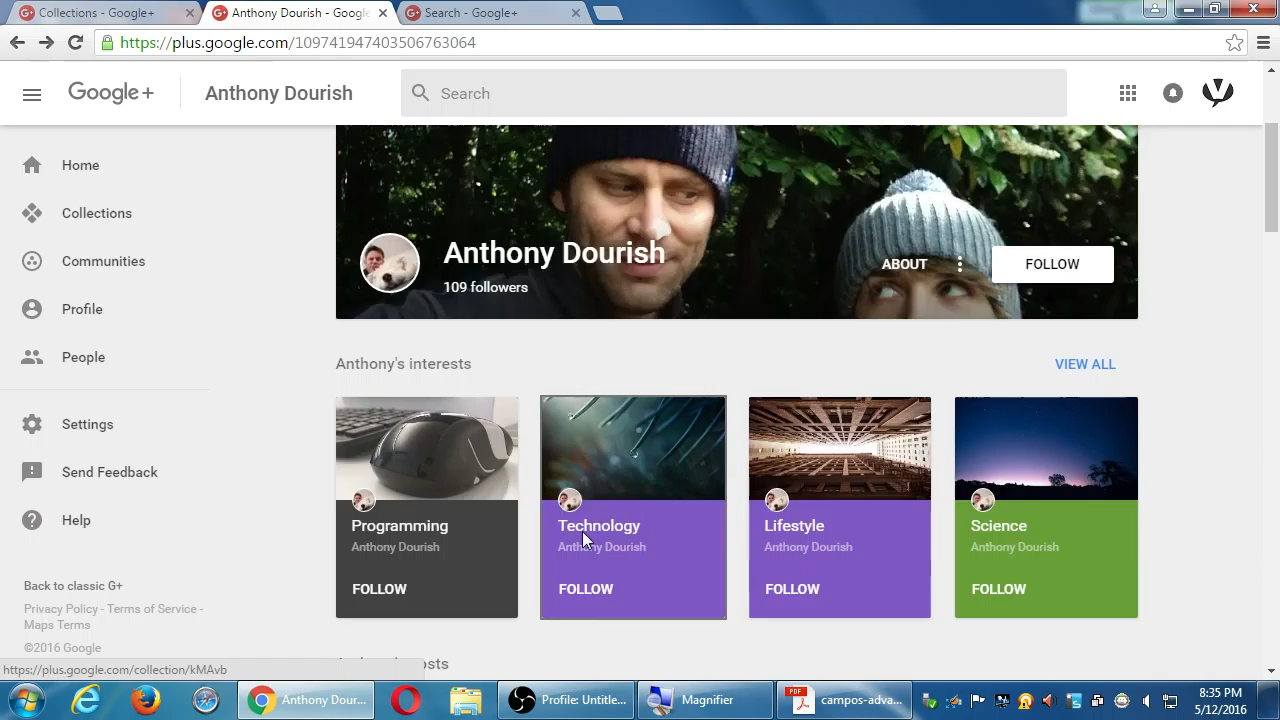 Collections - Google+
Anthony Dourish - Goog
Search - Google+
https://plus.google.com/109741947403506763064
Google+
Anthony Dourish
Search
Home
Collections
Communities
Profile
People
Settings
Send Feedback
Help
Back to classic G+
Privacy Policy - Terms of Service -
Maps Terms
©2016 Google
Anthony Dourish
109 followers
ABOUT
FOLLOW
Anthony's interests
VIEW ALL
Programming
Anthony Dourish
FOLLOW
Technology
Anthony Dourish
FOLLOW
Lifestyle
Anthony Dourish
FOLLOW
Science
Anthony Dourish
FOLLOW
https://plus.google.com/collection/kMAvb
Anthony Dour...
Profile: Untitle...
Magnifier
PDF
campos-adva...
8:35 PM
5/12/2016